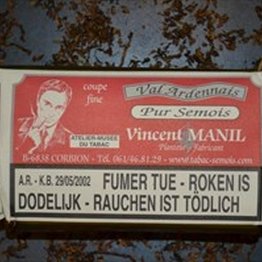 coupe
fine
Val Ardennais
Pur Semois
Vincent MANIL
Planteur Fabricant
ATELIER-MUSÉE
DU TABAC
B-6838 CORBION - Tél. 061/46.81.29 - www.tabac-semois.com
A.R. - K.B. 29/05/2002 FUMER TUE - ROKEN IS
DODELIJK - RAUCHEN IST TÖDLICH